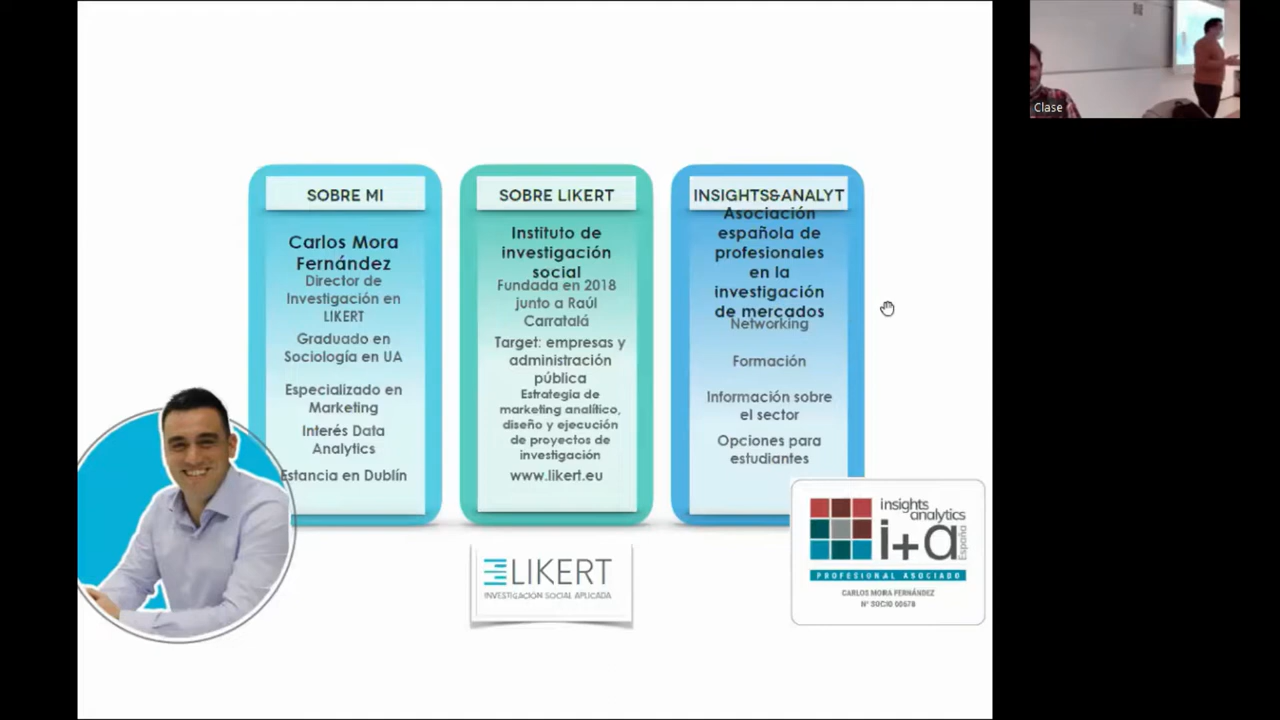 SOBRE MI
Carlos Mora
Fernández
Director de
Investigación en
LIKERT
Graduado en
Sociología en UA
Especializado en
Marketing
Interés Data
Analytics
Estancia en Dublín
SOBRE LIKERT
Instituto de
investigación
social
Fundada en 2018
junto a Raúl
Carratalá
Target: empresas y
administración
pública
Estrategia de
marketing analítico,
diseño y ejecución
de proyectos de
investigación
www.likert.eu
INSIGHTS&ANALYT
Asociación
española de
profesionales
en la
investigación
de mercados
Networking
Formación
Información sobre
el sector
Opciones para
estudiantes
LIKERT
INVESTIGACIÓN SOCIAL APLICADA
insights
analytics
i+a
España
PROFESIONAL ASOCIADO
CARLOS MORA FERNÁNDEZ
Nº SOCIO 00678
Clase